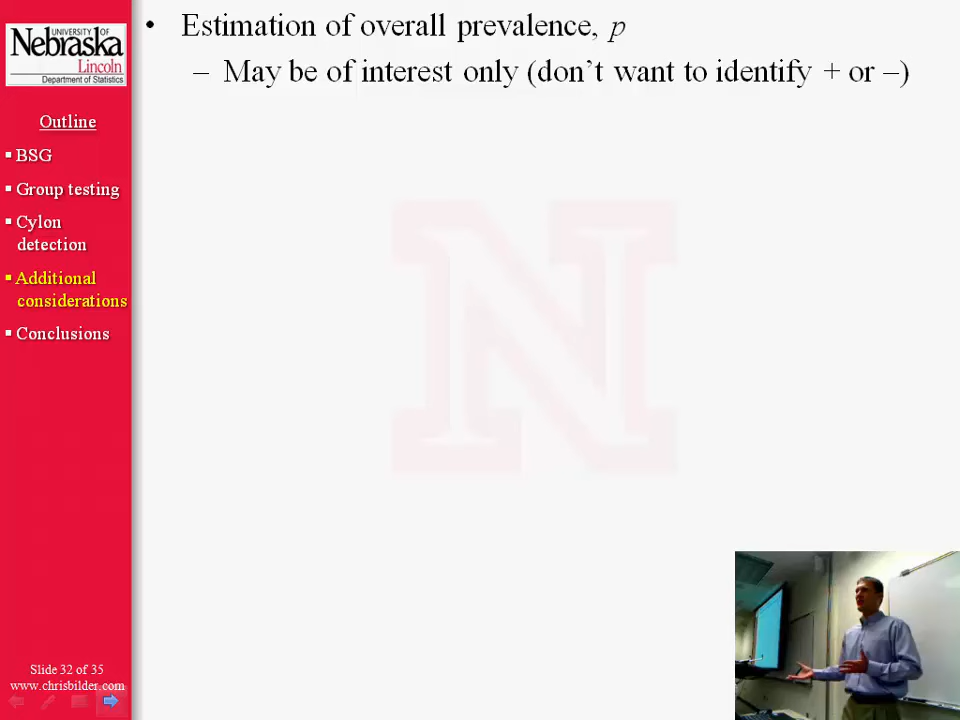 UNIVERSITY OF
Nebraska
Lincoln
Department of Statistics
Outline
▪ BSG
▪ Group testing
▪ Cylon
detection
▪ Additional
considerations
▪ Conclusions
Slide 32 of 35
www.chrisbilder.com
• Estimation of overall prevalence, p
– May be of interest only (don't want to identify + or –)
N